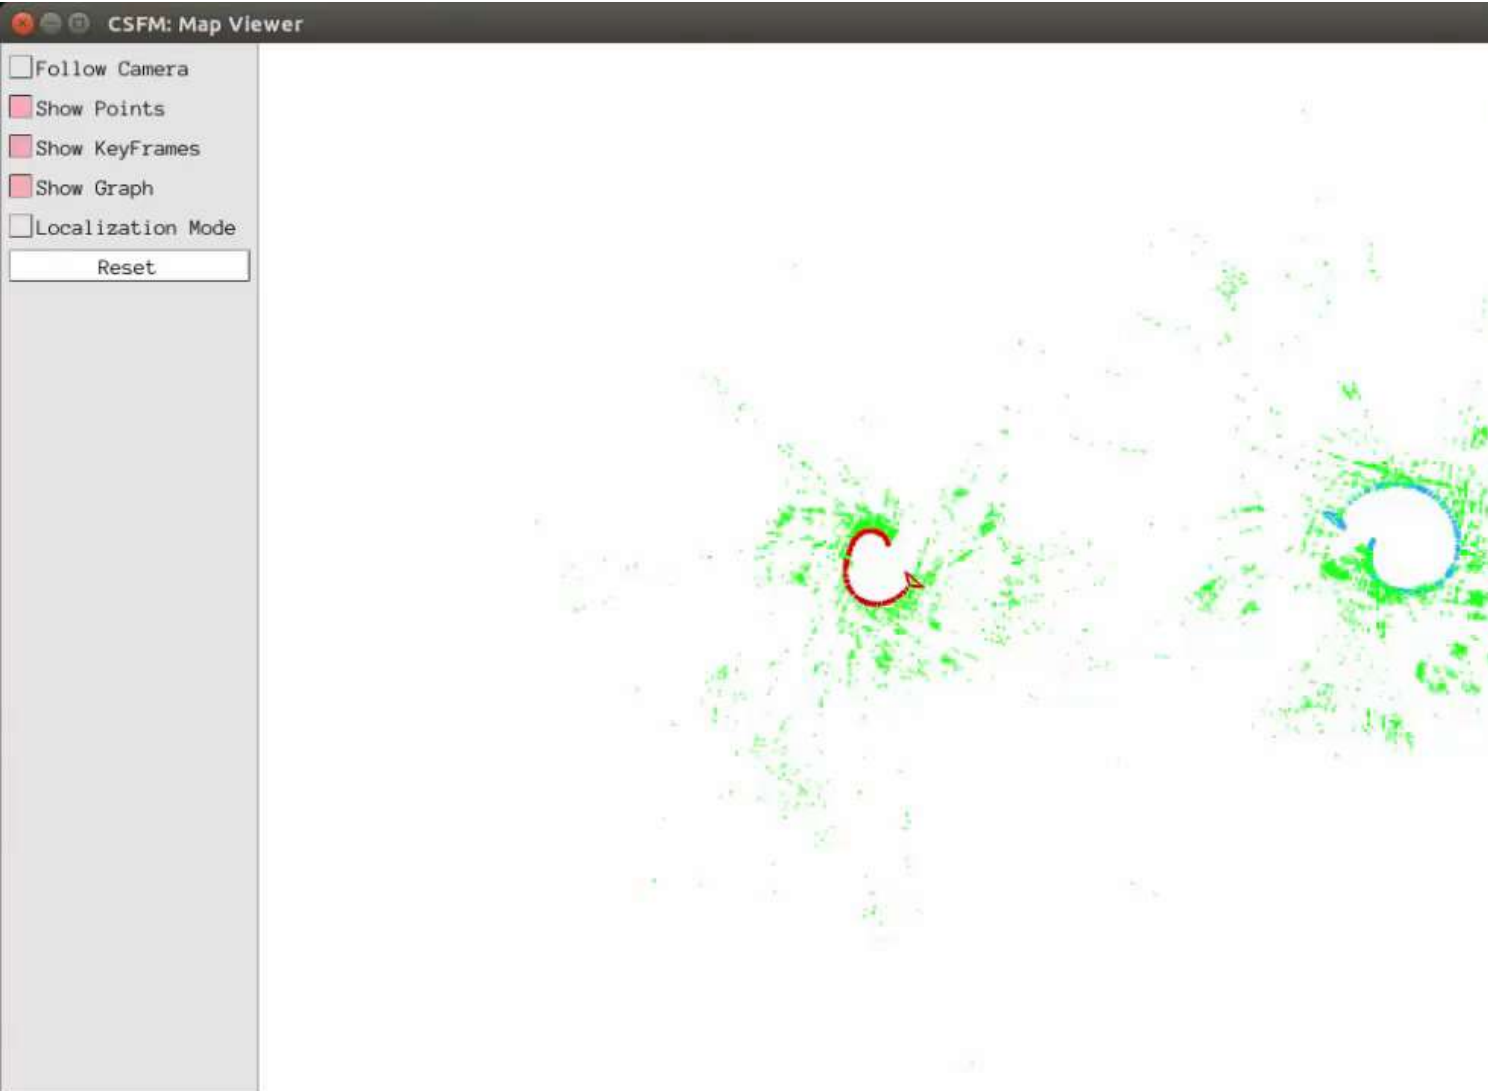 CSFM: Map Viewer
Follow Camera
Show Points
Show KeyFrames
Show Graph
Localization Mode
Reset